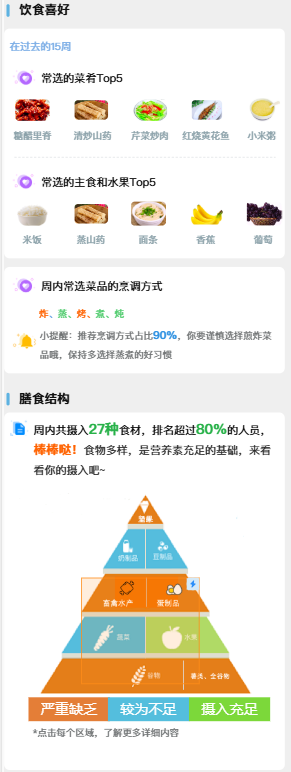 饮食喜好
在过去的15周
常选的菜肴Top5
糖醋里脊 清炒山药 芹菜炒肉 红烧黄花鱼 小米粥
常选的主食和水果Top5
米饭 蒸山药 面条 香蕉 葡萄
周内常选菜品的烹调方式
炸、蒸、烤、煮、炖
小提醒：推荐烹调方式占比90%，你要谨慎选择煎炸菜
品哦，保持多选择蒸煮的好习惯
膳食结构
周内共摄入27种食材，排名超过80%的人员，
棒棒哒！食物多样，是营养素充足的基础，来看
看你的摄入吧~
奶制品 豆制品
畜禽水产 蛋制品
蔬菜 水果
谷物 薯类、全谷物
严重缺乏 较为不足 摄入充足
*点击每个区域，了解更多详细内容